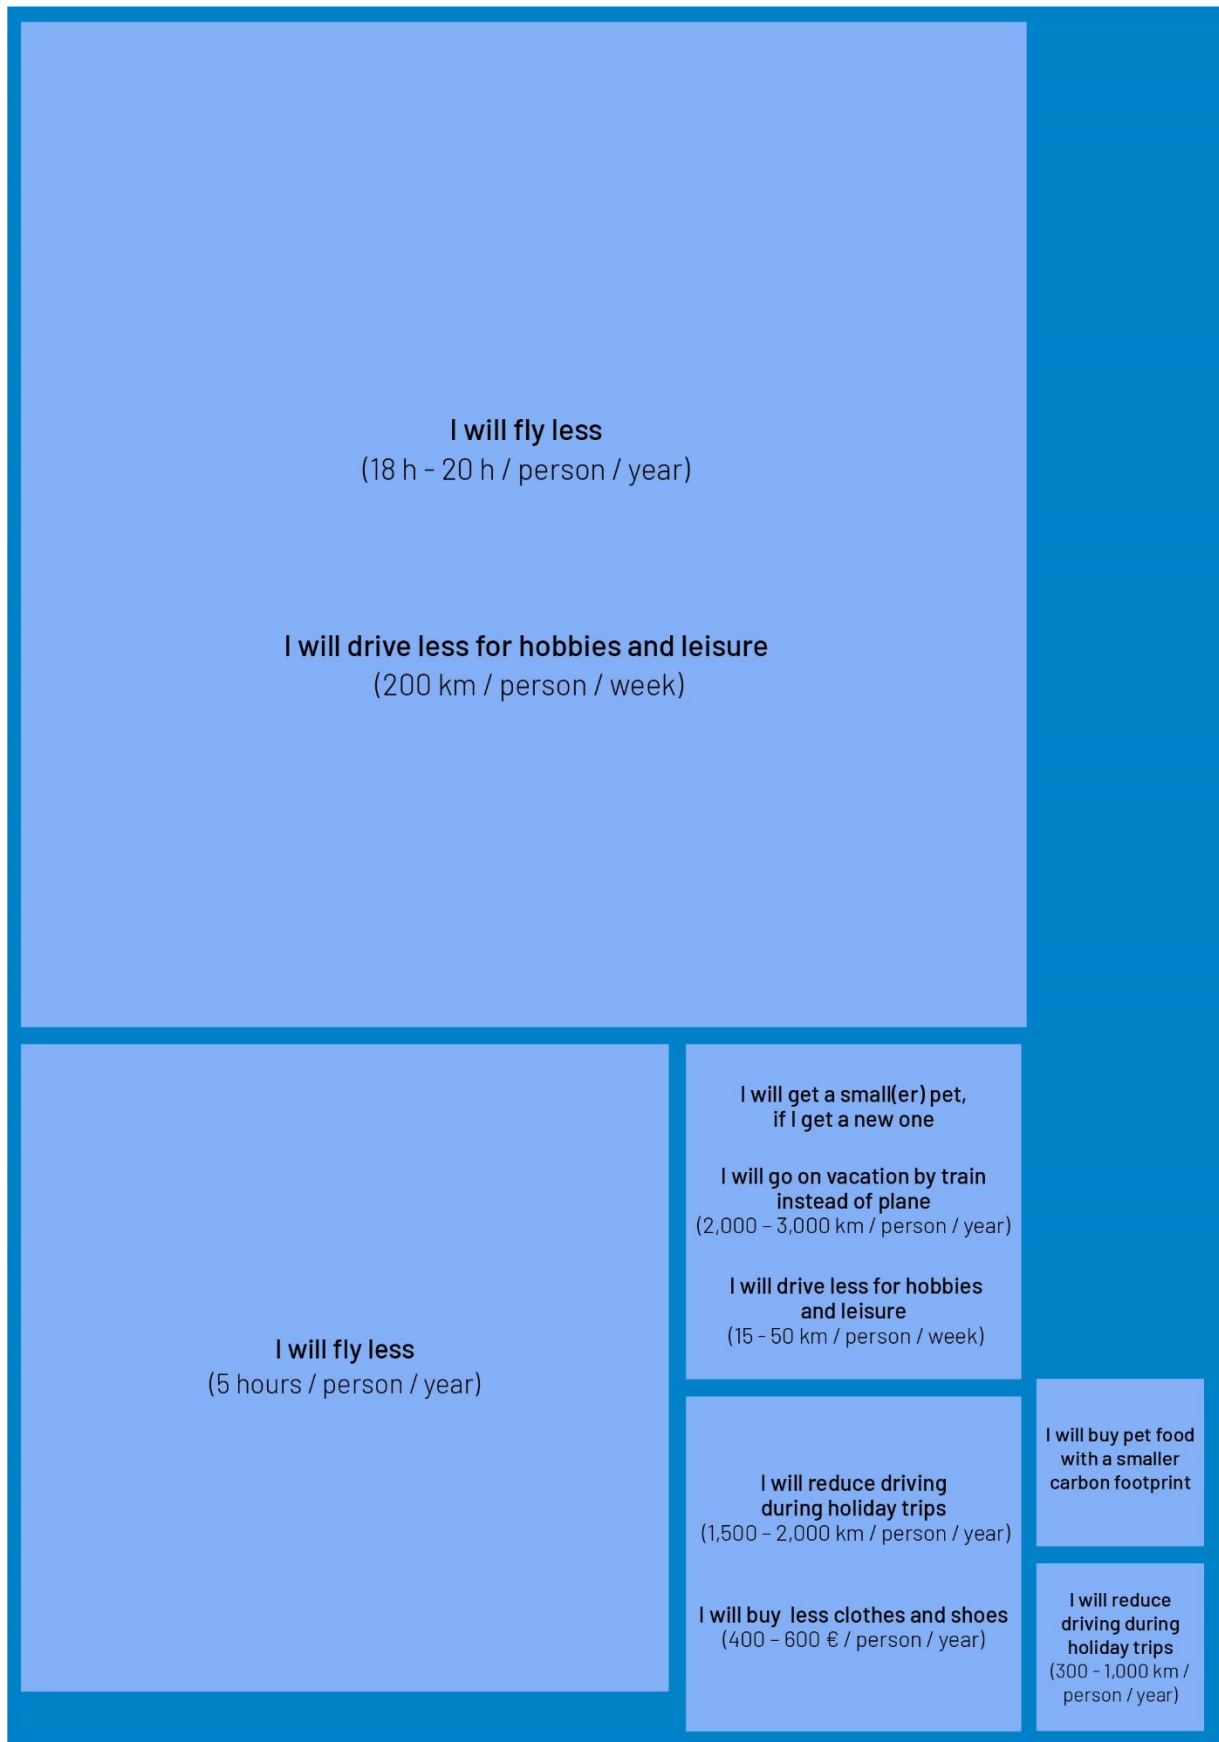 I will fly less
(18 h - 20 h / person / year)
I will drive less for hobbies and leisure
(200 km / person / week)
I will fly less
(5 hours / person / year)
I will get a small(er) pet,
if I get a new one
I will go on vacation by train
instead of plane
(2,000 – 3,000 km / person / year)
I will drive less for hobbies
and leisure
(15 - 50 km / person / week)
I will reduce driving
during holiday trips
(1,500 – 2,000 km / person / year)
I will buy  less clothes and shoes
(400 – 600 € / person / year)
I will buy pet food
with a smaller
carbon footprint
I will reduce
driving during
holiday trips
(300 - 1,000 km /
person / year)